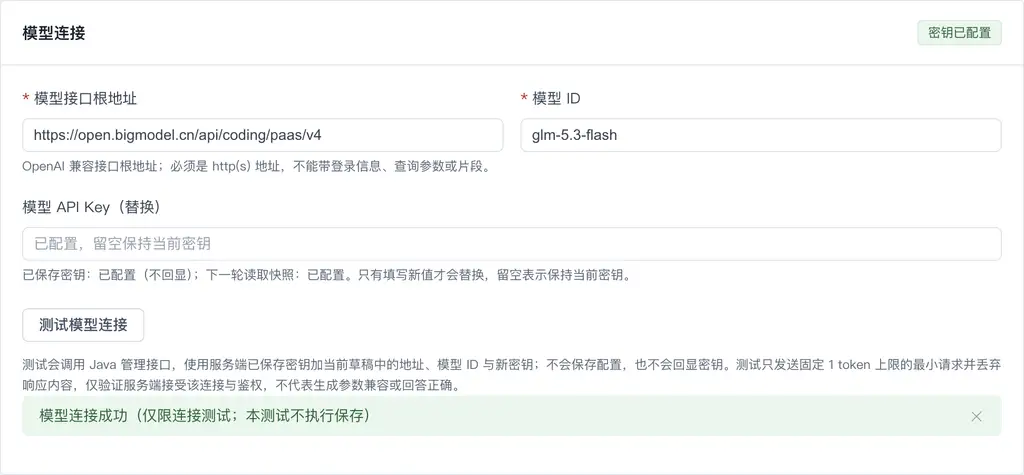 模型连接
密钥已配置
* 模型接口根地址
* 模型 ID
https://open.bigmodel.cn/api/coding/paas/v4
glm-5.3-flash
OpenAI 兼容接口根地址；必须是 http(s) 地址，不能带登录信息、查询参数或片段。
模型 API Key（替换）
已配置，留空保持当前密钥
已保存密钥：已配置（不回显）；下一轮读取快照：已配置。只有填写新值才会替换，留空表示保持当前密钥。
测试模型连接
测试会调用 Java 管理接口，使用服务端已保存密钥加当前草稿中的地址、模型 ID 与新密钥；不会保存配置，也不会回显密钥。测试只发送固定 1 token 上限的最小请求并丢弃
响应内容，仅验证服务端接受该连接与鉴权，不代表生成参数兼容或回答正确。
模型连接成功（仅限连接测试；本测试不执行保存）